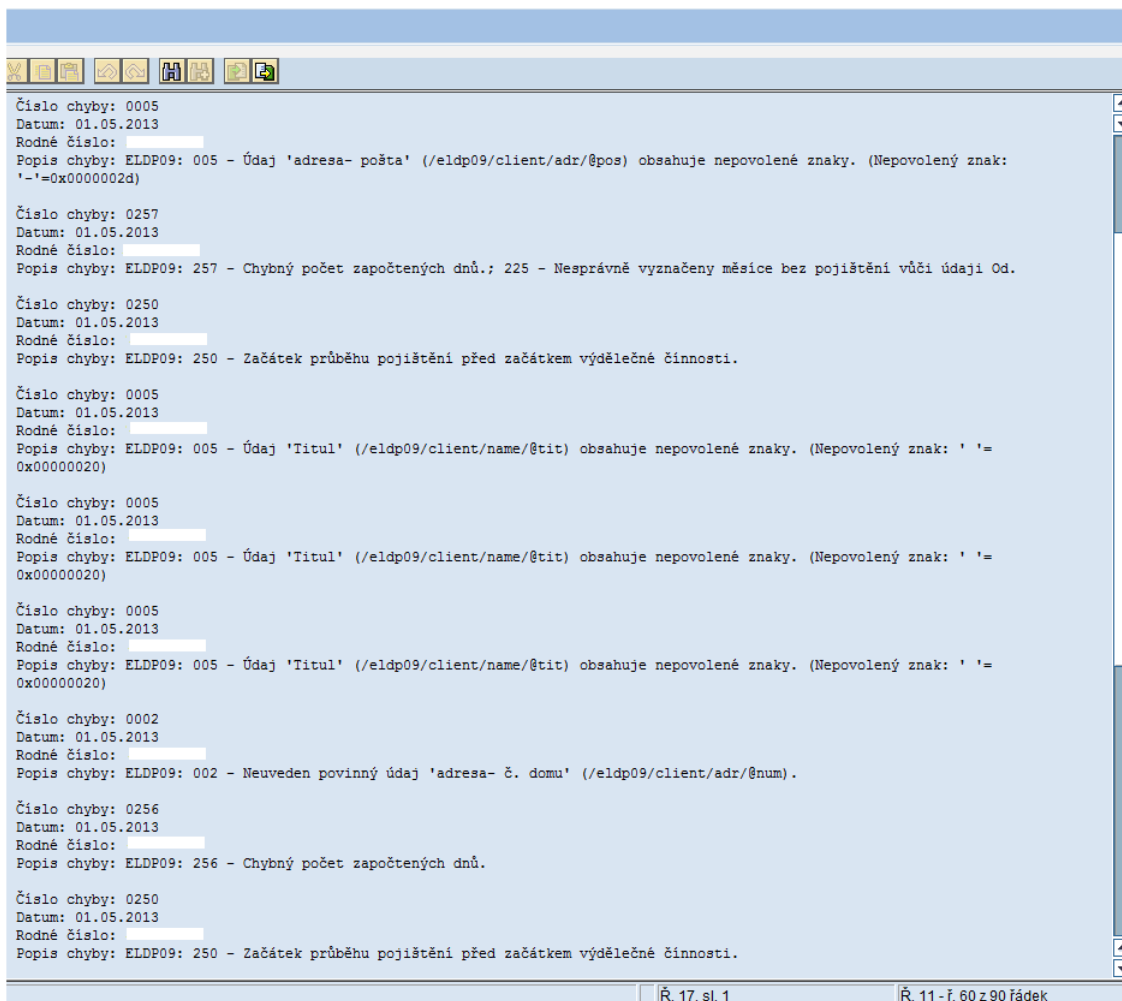 Číslo chyby: 0005
Datum: 01.05.2013
Rodné číslo:
Popis chyby: ELDP09: 005 - Údaj 'adresa- pošta' (/eldp09/client/adr/@pos) obsahuje nepovolené znaky. (Nepovolený znak:
'-'=0x0000002d)
Číslo chyby: 0257
Datum: 01.05.2013
Rodné číslo:
Popis chyby: ELDP09: 257 - Chybný počet započtených dnů.; 225 - Nesprávně vyznačeny měsíce bez pojištění vůči údaji Od.
Číslo chyby: 0250
Datum: 01.05.2013
Rodné číslo:
Popis chyby: ELDP09: 250 - Začátek průběhu pojištění před začátkem výdělečné činnosti.
Číslo chyby: 0005
Datum: 01.05.2013
Rodné číslo:
Popis chyby: ELDP09: 005 - Údaj 'Titul' (/eldp09/client/name/@tit) obsahuje nepovolené znaky. (Nepovolený znak: ' '=
0x00000020)
Číslo chyby: 0005
Datum: 01.05.2013
Rodné číslo:
Popis chyby: ELDP09: 005 - Údaj 'Titul' (/eldp09/client/name/@tit) obsahuje nepovolené znaky. (Nepovolený znak: ' '=
0x00000020)
Číslo chyby: 0005
Datum: 01.05.2013
Rodné číslo:
Popis chyby: ELDP09: 005 - Údaj 'Titul' (/eldp09/client/name/@tit) obsahuje nepovolené znaky. (Nepovolený znak: ' '=
0x00000020)
Číslo chyby: 0002
Datum: 01.05.2013
Rodné číslo:
Popis chyby: ELDP09: 002 - Neuveden povinný údaj 'adresa- č. domu' (/eldp09/client/adr/@num).
Číslo chyby: 0256
Datum: 01.05.2013
Rodné číslo:
Popis chyby: ELDP09: 256 - Chybný počet započtených dnů.
Číslo chyby: 0250
Datum: 01.05.2013
Rodné číslo:
Popis chyby: ELDP09: 250 - Začátek průběhu pojištění před začátkem výdělečné činnosti.
Ř. 17, sl. 1 Ř. 11 - ř. 60 z 90 řádek